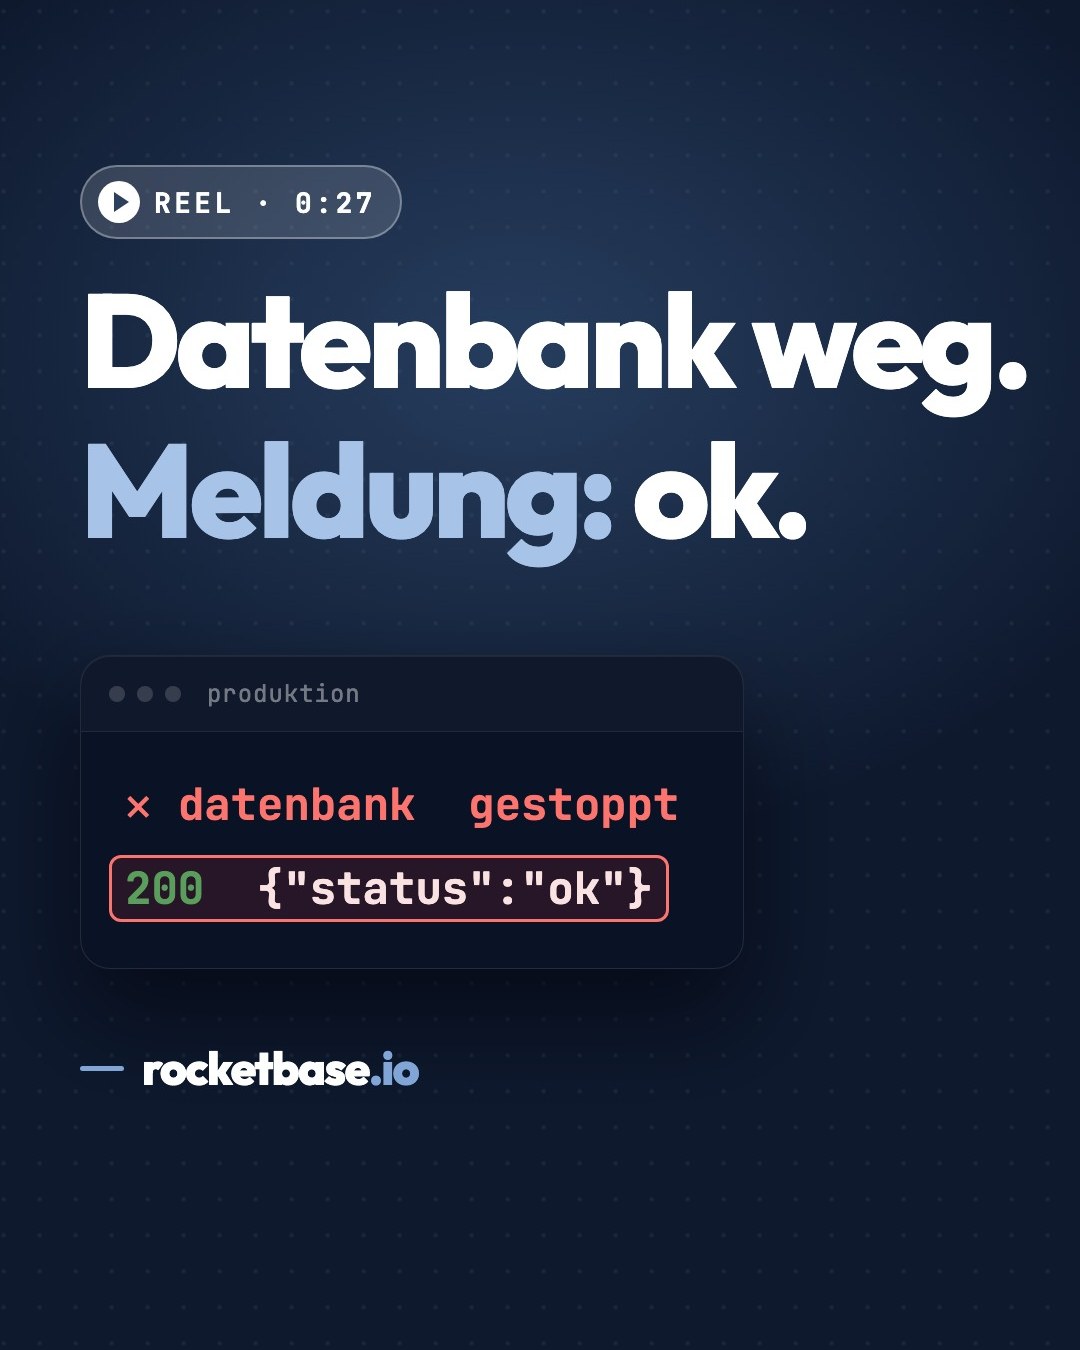 REEL · 0:27
Datenbank weg.
Meldung: ok.
produktion
× datenbank gestoppt
200 {"status":"ok"}
rocketbase.io